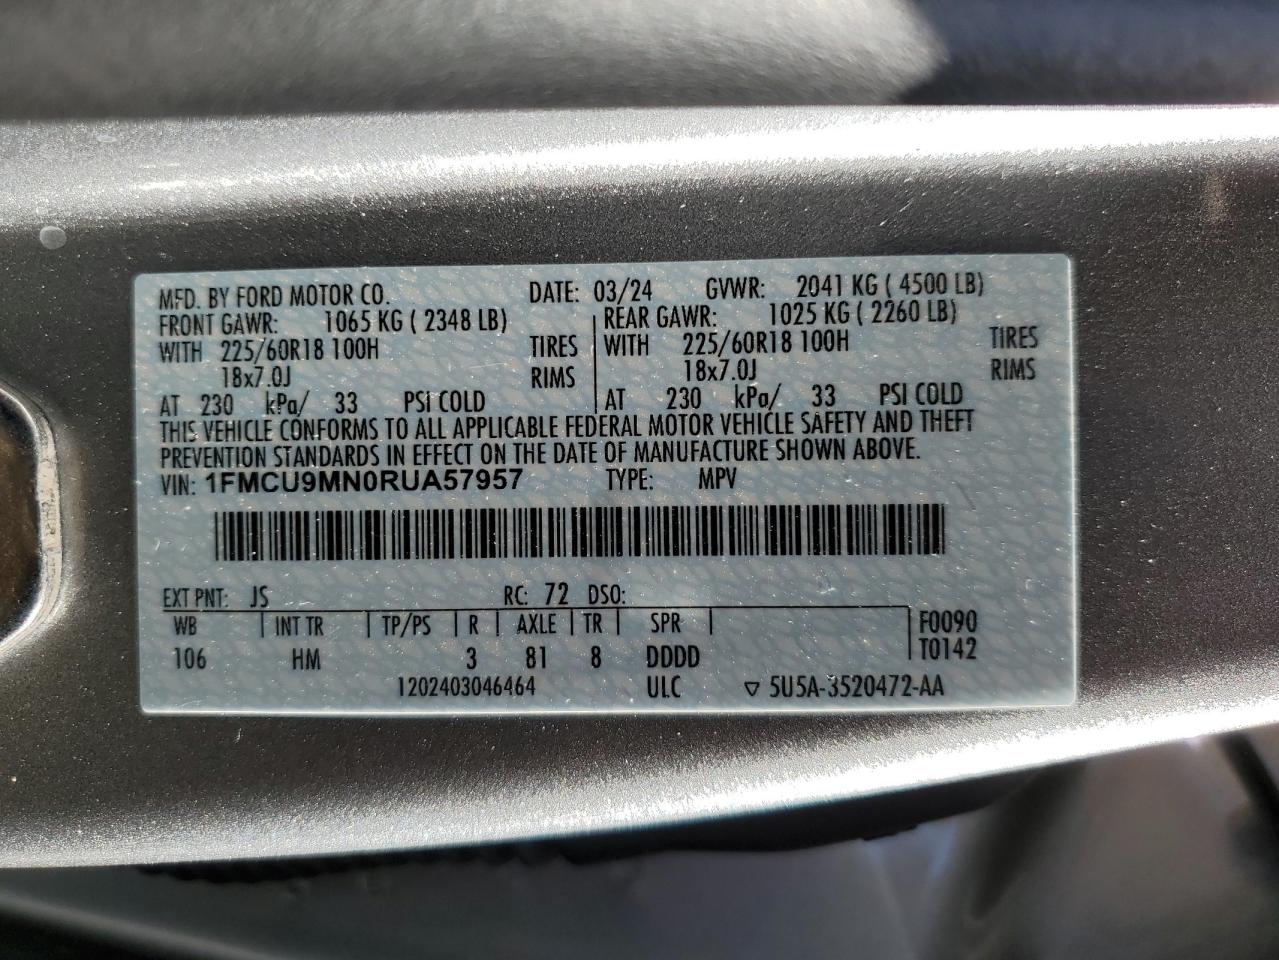 MFD. BY FORD MOTOR CO. DATE: 03/24 GVWR: 2041 KG ( 4500 LB)
FRONT GAWR: 1065 KG ( 2348 LB) REAR GAWR: 1025 KG ( 2260 LB)
WITH 225/60R18 100H TIRES WITH 225/60R18 100H TIRES
18x7.0J RIMS 18x7.0J RIMS
AT 230 kPa/ 33 PSI COLD AT 230 kPa/ 33 PSI COLD
THIS VEHICLE CONFORMS TO ALL APPLICABLE FEDERAL MOTOR VEHICLE SAFETY AND THEFT
PREVENTION STANDARDS IN EFFECT ON THE DATE OF MANUFACTURE SHOWN ABOVE.
VIN: 1FMCU9MN0RUA57957 TYPE: MPV
EXT PNT: JS RC: 72 DSO:
WB INT TR TP/PS R AXLE TR SPR F0090
106 HM 3 81 8 DDDD T0142
1202403046464 ULC ▽ 5U5A-3520472-AA